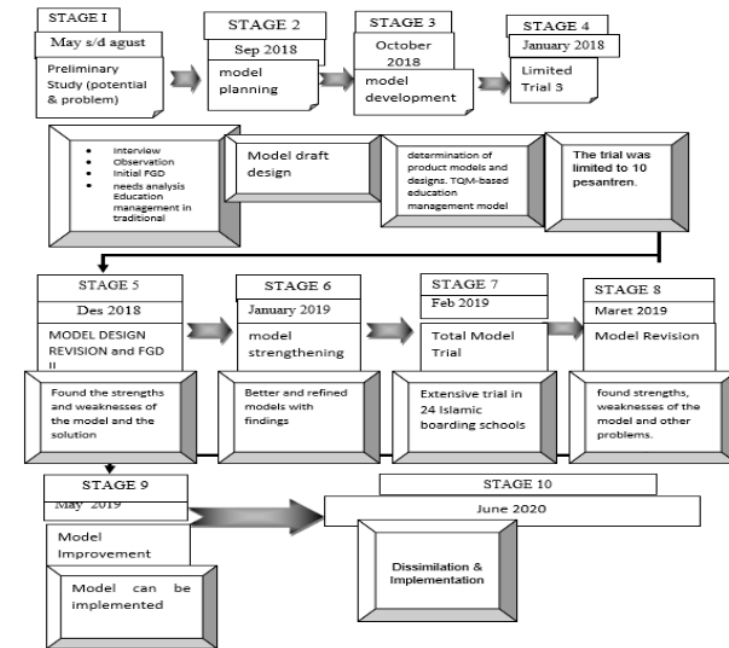 STAGE I
May s/d agust
Preliminary
Study (potential
& problem)
STAGE 2
Sep 2018
model
planning
STAGE 3
October
2018
model
development
STAGE 4
January 2018
Limited
Trial 3
• Interview
• Observation
• Initial FGD
• needs analysis
Education
management in
traditional
Model draft
design
determination of
product models and
designs. TQM-based
education
management model
The trial was
limited to 10
pesantren.
STAGE 5
Des 2018
MODEL DESIGN
REVISION and FGD
II
STAGE 6
January 2019
model
strengthening
STAGE 7
Feb 2019
Total Model
Trial
STAGE 8
Maret 2019
Model Revision
Found the strengths
and weaknesses of
the model and the
solution
Better and refined
models with
findings
Extensive trial in
24 Islamic
boarding schools
found strengths,
weaknesses of the
model and other
problems.
STAGE 9
May 2019
Model
Improvement
Model can be
implemented
STAGE 10
June 2020
Dissimilation &
Implementation